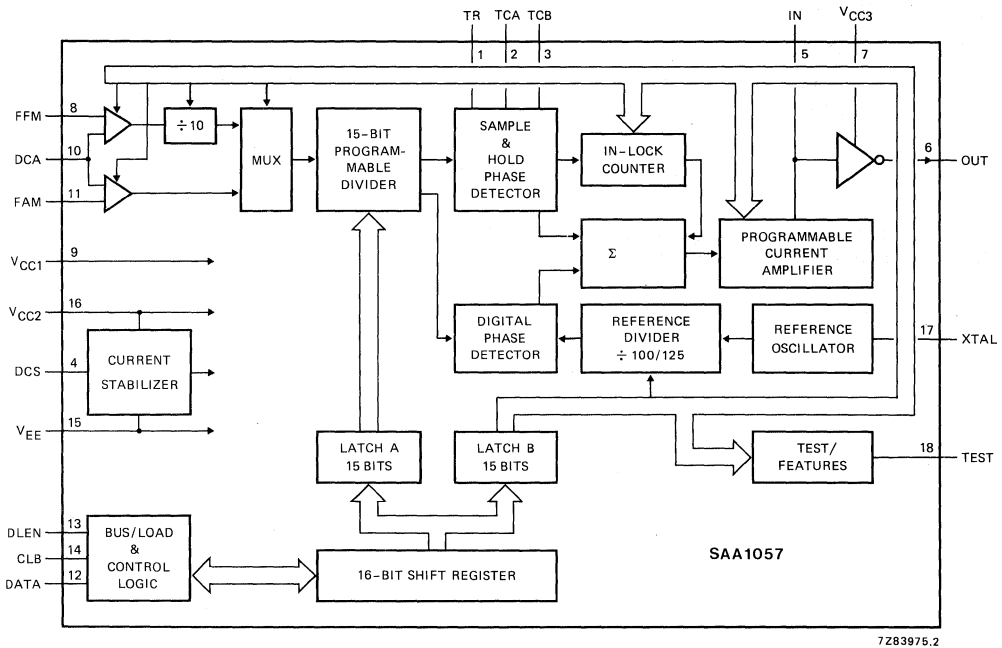 TR TCA TCB IN VCC3
1 2 3 5 7
FFM 8
÷10
DCA 10
FAM 11
MUX
15-BIT
PROGRAM-
MABLE
DIVIDER
SAMPLE
&
HOLD
PHASE
DETECTOR
IN-LOCK
COUNTER
6 OUT
Σ
PROGRAMMABLE
CURRENT
AMPLIFIER
VCC1 9
VCC2 16
DCS 4
CURRENT
STABILIZER
VEE 15
DIGITAL
PHASE
DETECTOR
REFERENCE
DIVIDER
÷ 100/125
REFERENCE
OSCILLATOR
17 XTAL
LATCH A
15 BITS
LATCH B
15 BITS
TEST/
FEATURES
18 TEST
DLEN 13
CLB 14
DATA 12
BUS/LOAD
&
CONTROL
LOGIC
16-BIT SHIFT REGISTER
SAA1057
7Z83975.2